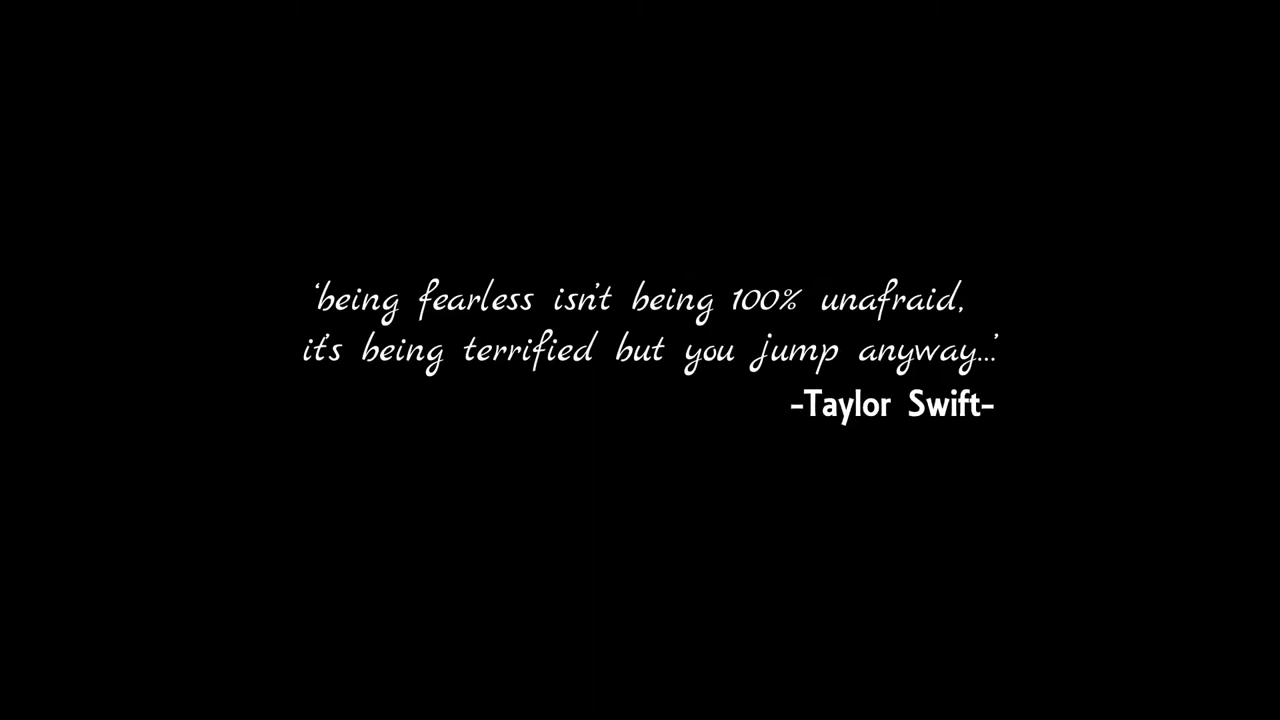 ‘being fearless isn't being 100% unafraid,
it's being terrified but you jump anyway...’
-Taylor Swift-